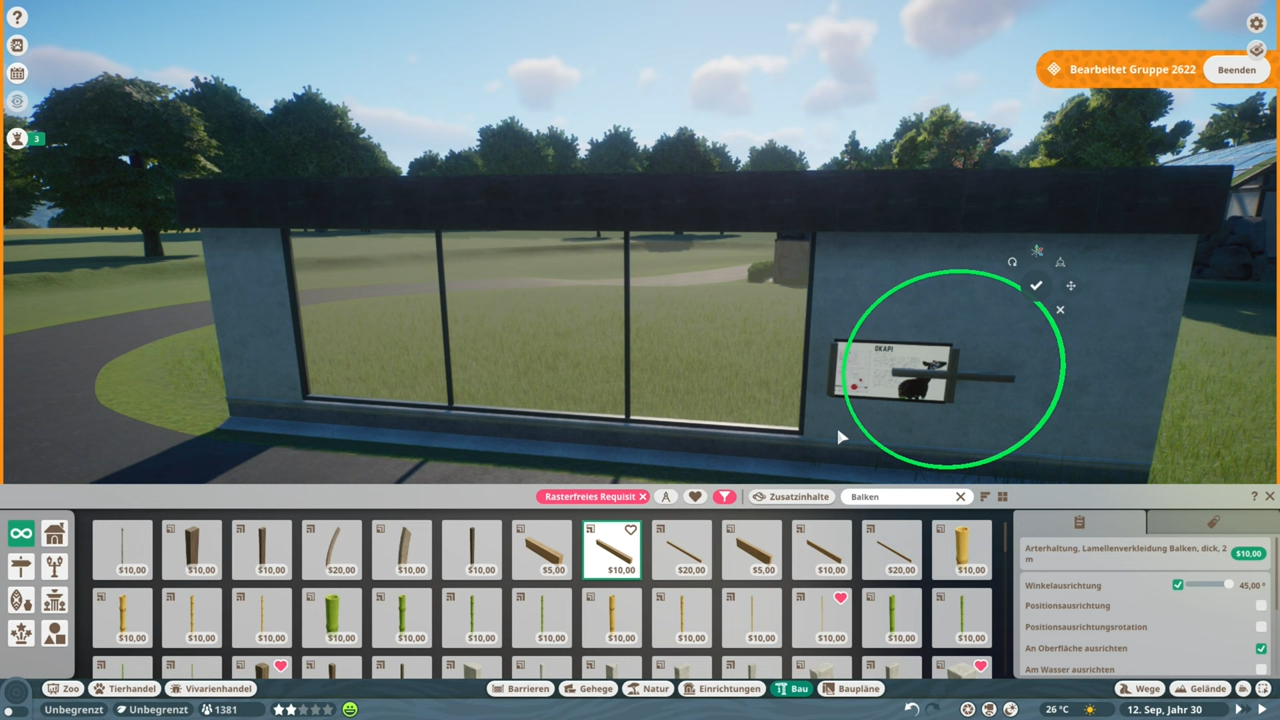 ?
Bearbeitet Gruppe 2622
Beenden
3
OKAPI
Rasterfreies Requisit ×
Zusatzinhalte
Balken
? ×
$10,00 $10,00 $10,00 $20,00 $10,00 $10,00 $5,00 $10,00 $20,00 $5,00 $10,00 $20,00 $10,00
$10,00 $10,00 $10,00 $10,00 $10,00 $10,00 $10,00 $10,00 $10,00 $10,00 $10,00 $10,00 $10,00
Arterhaltung, Lamellenverkleidung Balken, dick, 2 m
$10,00
Winkelausrichtung
45,00 °
Positionsausrichtung
Positionsausrichtungsrotation
An Oberfläche ausrichten
Am Wasser ausrichten
Zoo Tierhandel Vivarienhandel Barrieren Gehege Natur Einrichtungen Bau Baupläne Wege Gelände
Unbegrenzt Unbegrenzt 1381 26 °C 12. Sep, Jahr 30